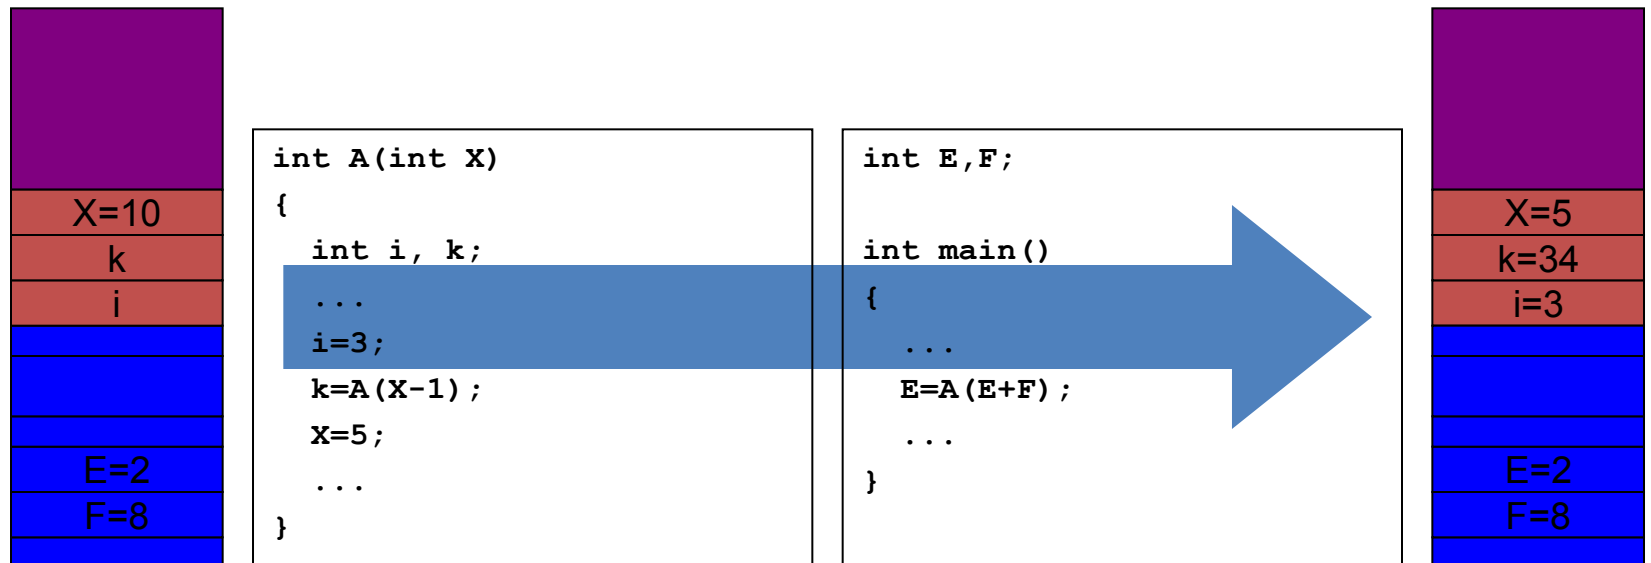 X=10
k
i
E=2
F=8
int A(int X)
{
int i, k;
...
i=3;
k=A(X-1);
X=5;
...
}
int E,F;
int main()
{
...
E=A(E+F);
...
}
X=5
k=34
i=3
E=2
F=8